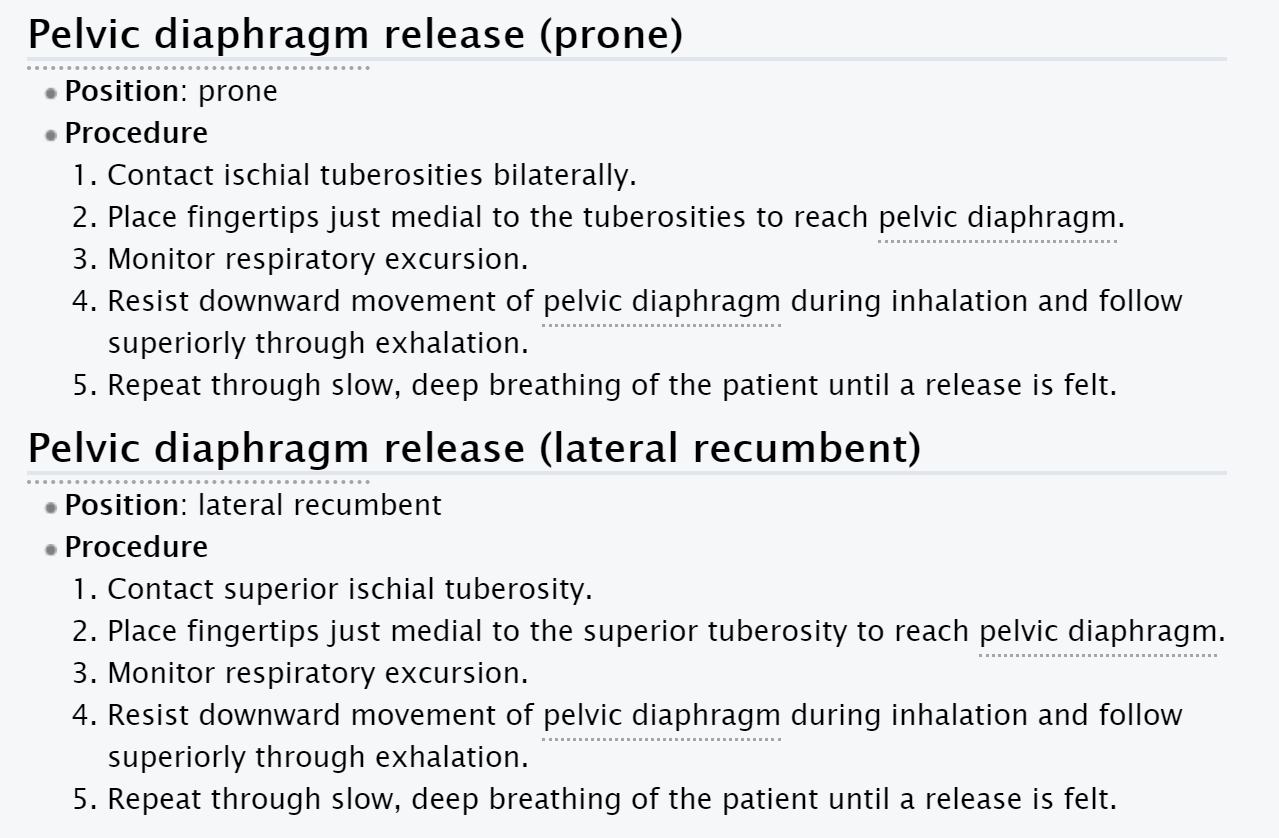 Pelvic diaphragm release (prone)
Position: prone
Procedure
1. Contact ischial tuberosities bilaterally.
2. Place fingertips just medial to the tuberosities to reach pelvic diaphragm.
3. Monitor respiratory excursion.
4. Resist downward movement of pelvic diaphragm during inhalation and follow
superiorly through exhalation.
5. Repeat through slow, deep breathing of the patient until a release is felt.
Pelvic diaphragm release (lateral recumbent)
Position: lateral recumbent
Procedure
1. Contact superior ischial tuberosity.
2. Place fingertips just medial to the superior tuberosity to reach pelvic diaphragm.
3. Monitor respiratory excursion.
4. Resist downward movement of pelvic diaphragm during inhalation and follow
superiorly through exhalation.
5. Repeat through slow, deep breathing of the patient until a release is felt.